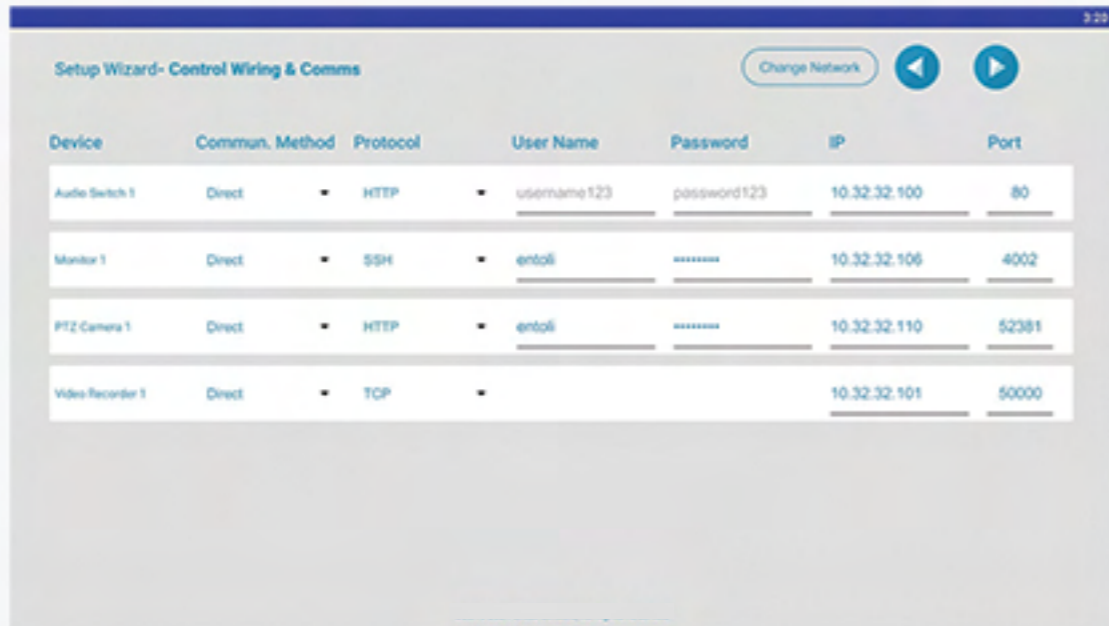 3:20
Setup Wizard- Control Wiring & Comms Change Network
Device Commun. Method Protocol User Name Password IP Port
Audio Switch 1 Direct HTTP username123 password123 10.32.32.100 80
Monitor 1 Direct SSH entoli •••••••• 10.32.32.106 4002
PTZ Camera 1 Direct HTTP entoli •••••••• 10.32.32.110 52381
Video Recorder 1 Direct TCP 10.32.32.101 50000